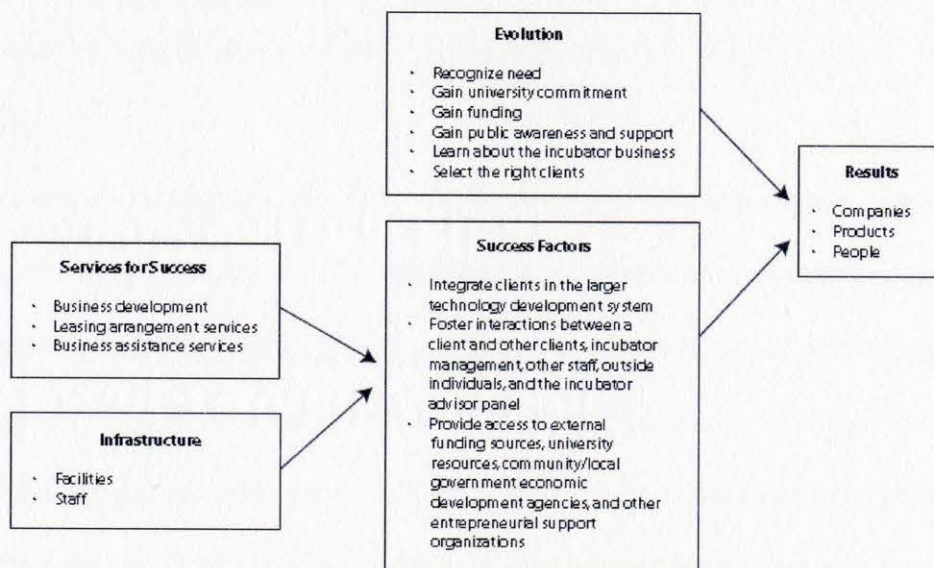 Evolution
· Recognize need
· Gain university commitment
· Gain funding
· Gain public awareness and support
· Learn about the incubator business
· Select the right clients
Services for Success
· Business development
· Leasing arrangement services
· Business assistance services
Infrastructure
· Facilities
· Staff
Success Factors
· Integrate clients in the larger
technology development system
· Foster interactions between a
client and other clients, incubator
management, other staff, outside
individuals, and the incubator
advisor panel
· Provide access to external
funding sources, university
resources, community/local
government economic
development agencies, and other
entrepreneurial support
organizations
Results
· Companies
· Products
· People